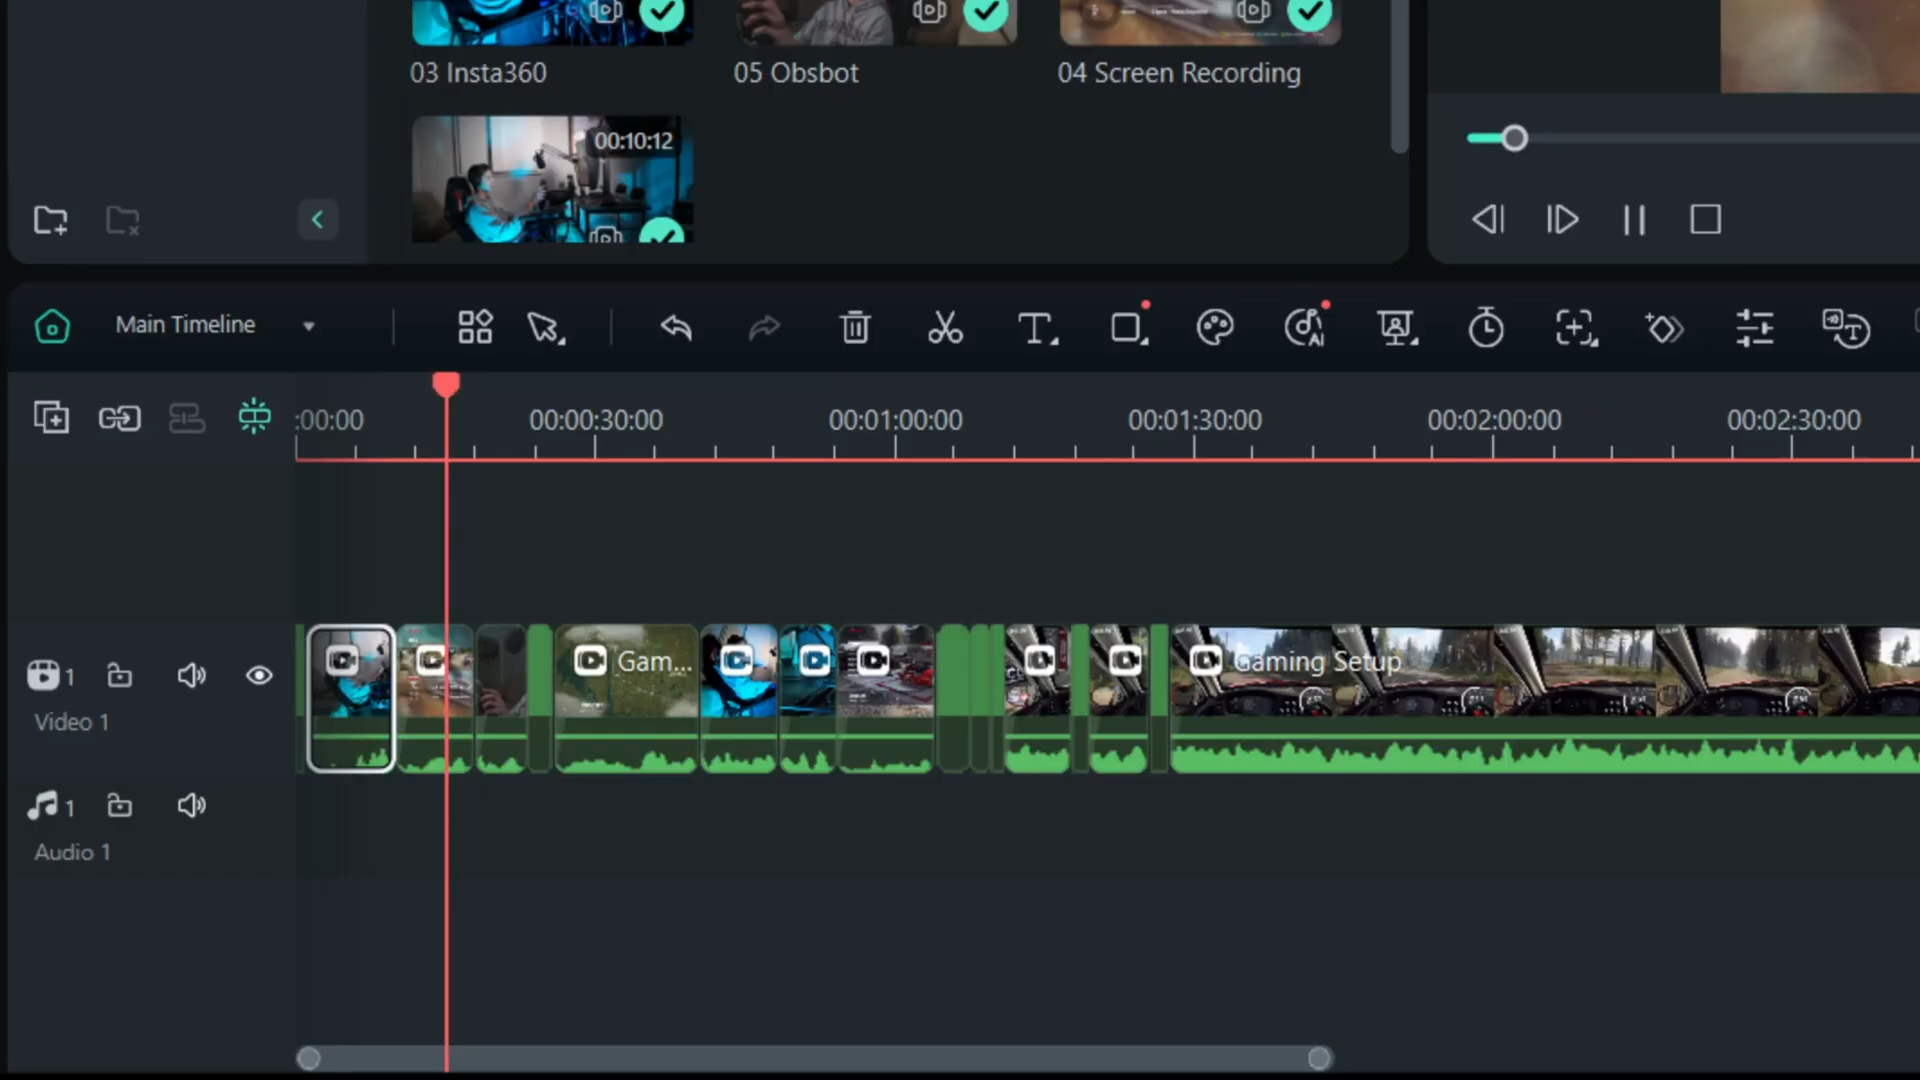 03 Insta360
05 Obsbot
04 Screen Recording
00:10:12
Main Timeline
:00:00
00:00:30:00
00:01:00:00
00:01:30:00
00:02:00:00
00:02:30:00
1
Video 1
Gam...
Gaming Setup
1
Audio 1